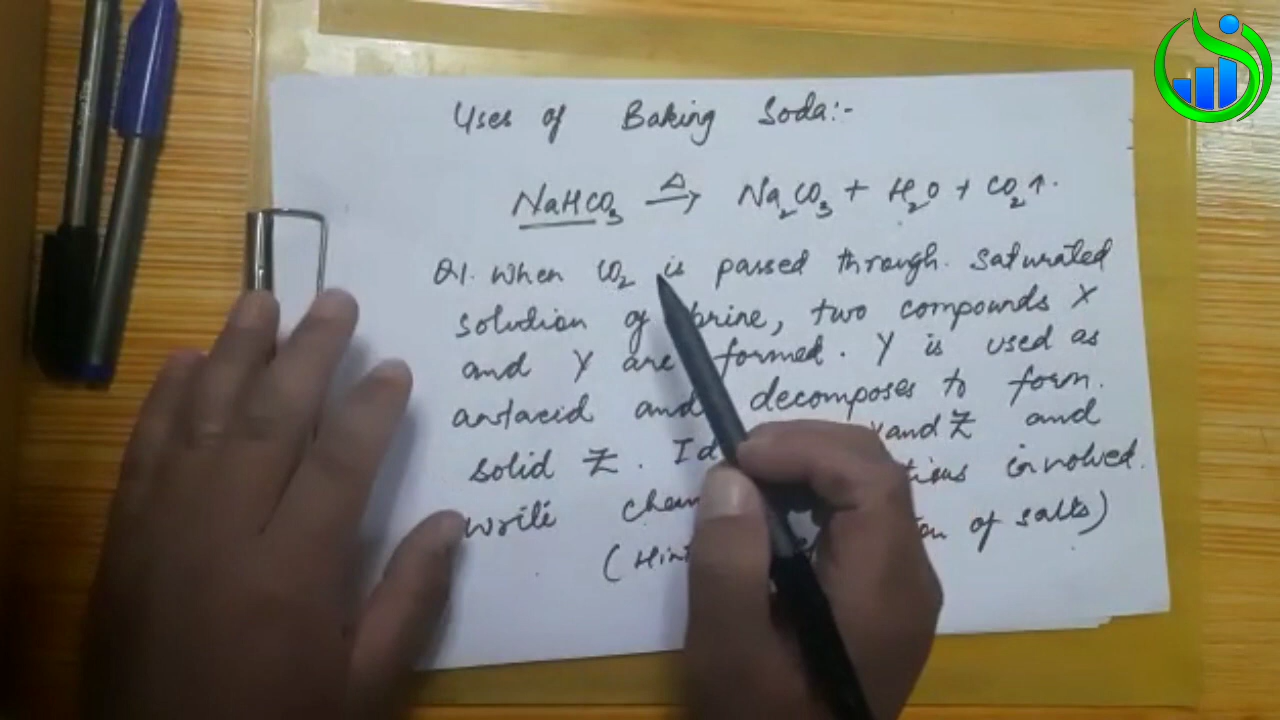 Uses of Baking Soda:-
NaHCO₃ —Δ→ Na₂CO₃ + H₂O + CO₂↑.
Q1. When CO₂ is passed through saturated
solution of brine, two compounds X
and Y are formed. Y is used as
antacid and decomposes to form.
solid Z. Y and Z and
write involved.
of salts)